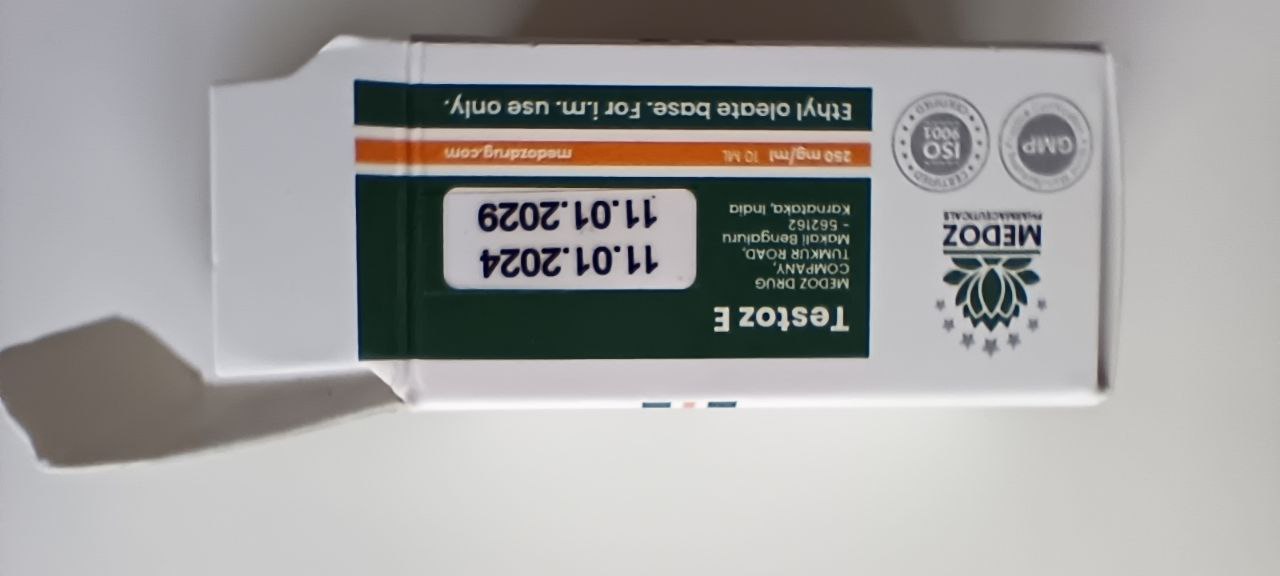 Testoz E
MEDOZ DRUG
COMPANY,
TUMKUR ROAD,
Makali Bengaluru
- 562162
Karnataka, India
11.01.2024
11.01.2029
250 mg/ml 10 ML
medozdrug.com
Ethyl oleate base. For i.m. use only.
MEDOZ
PHARMACEUTICALS
CERTIFIED
ISO
9001
CERTIFIED
GMP